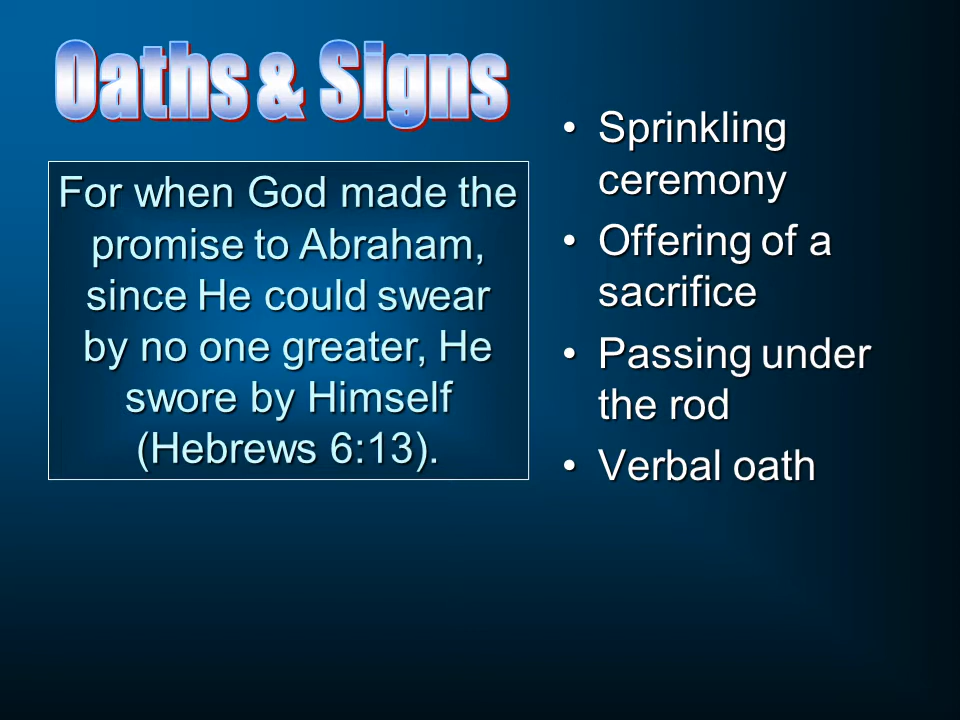 Oaths & Signs
For when God made the
promise to Abraham,
since He could swear
by no one greater, He
swore by Himself
(Hebrews 6:13).
• Sprinkling
ceremony
• Offering of a
sacrifice
• Passing under
the rod
• Verbal oath